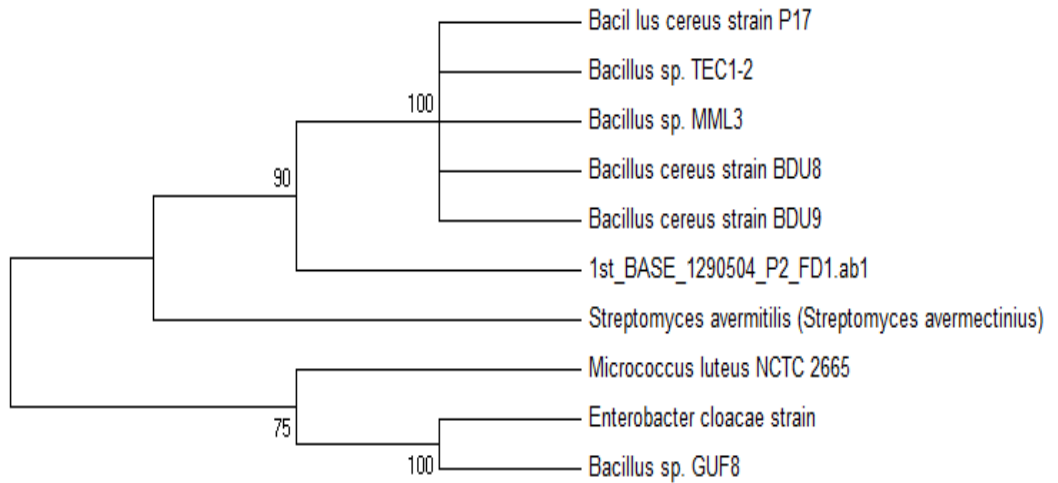 Bacil lus cereus strain P17
Bacillus sp. TEC1-2
100
Bacillus sp. MML3
90
Bacillus cereus strain BDU8
Bacillus cereus strain BDU9
1st_BASE_1290504_P2_FD1.ab1
Streptomyces avermitilis (Streptomyces avermectinius)
Micrococcus luteus NCTC 2665
75
Enterobacter cloacae strain
100
Bacillus sp. GUF8